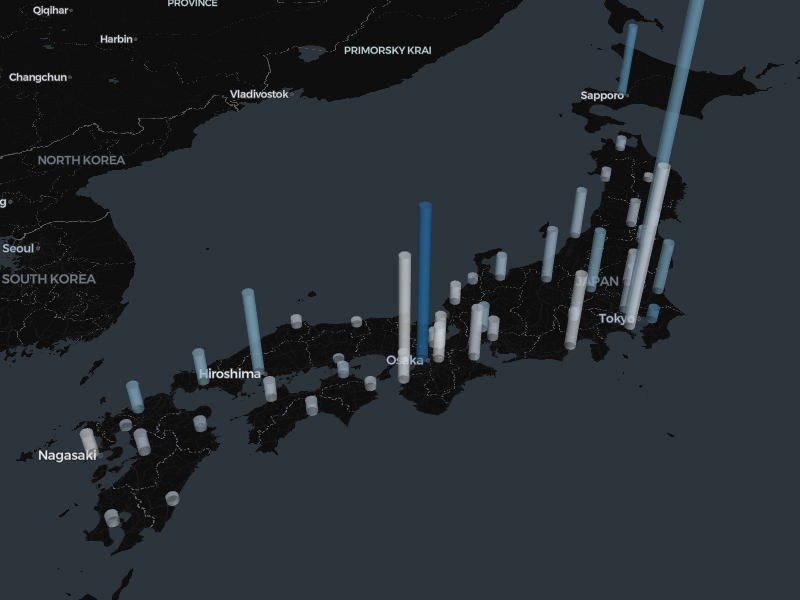 PROVINCE
Qiqihar
Harbin
PRIMORSKY KRAI
Changchun
Vladivostok
Sapporo
NORTH KOREA
g
Seoul
SOUTH KOREA
JAPAN
Tokyo
Osaka
Hiroshima
Nagasaki